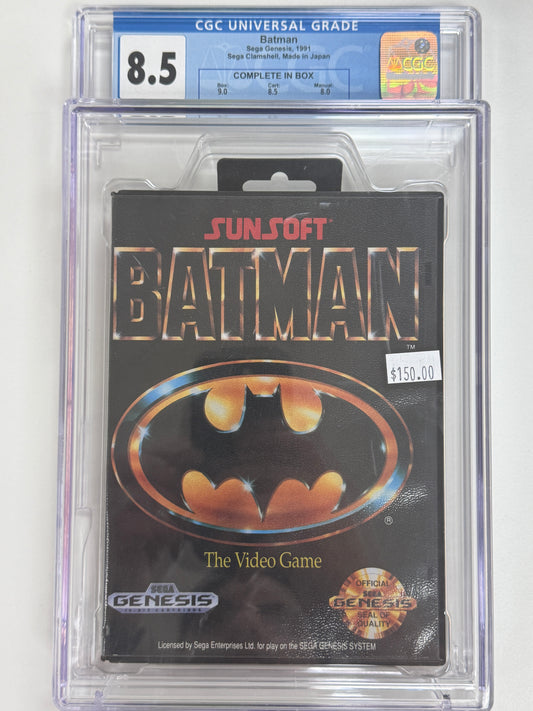 CGC UNIVERSAL GRADE
8.5
Batman
Sega Genesis, 1991
Sega Clamshell, Made in Japan
COMPLETE IN BOX
Box: Cart: Manual:
9.0 8.5 8.0
CGC
SUNSOFT
BATMAN
TM
$150.00
®
The Video Game
SEGA
GENESIS
OFFICIAL
SEGA
GENESIS
SEAL OF
QUALITY
Licensed by Sega Enterprises Ltd. for play on the SEGA GENESIS SYSTEM